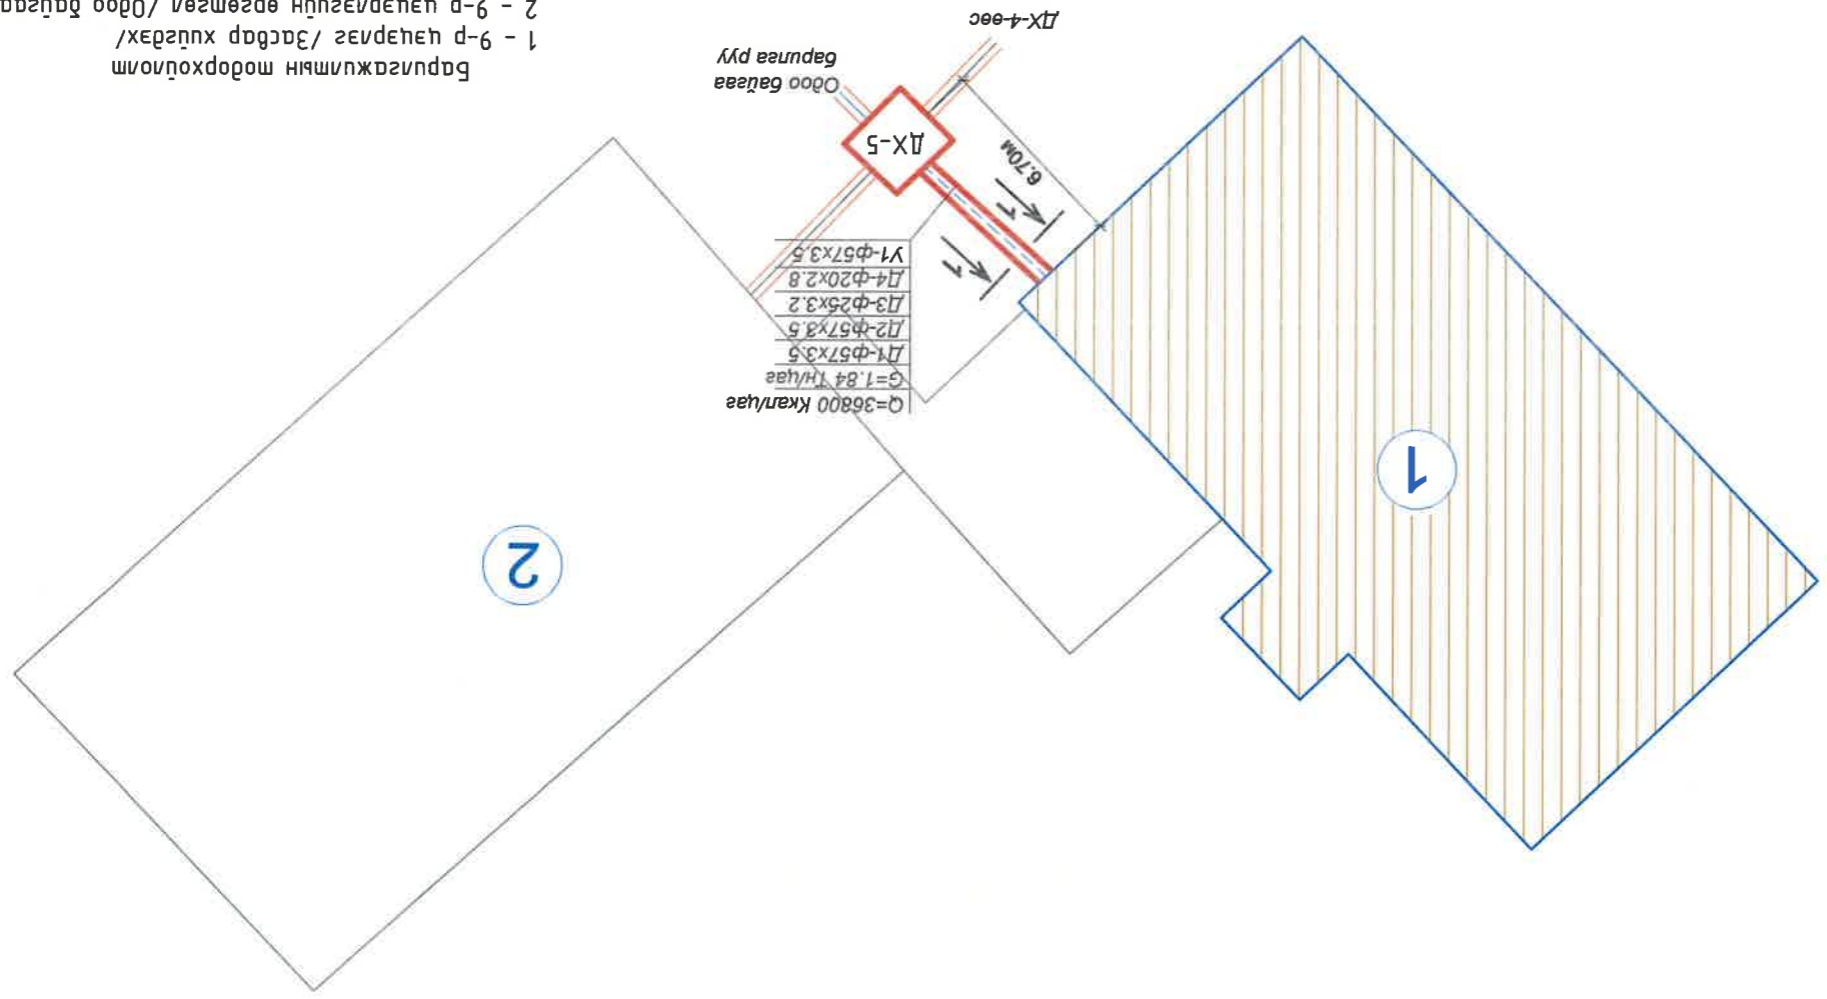 Q=36800 Ккал/цаг
G=1.84 Тн/цаг
Д1-ф57х3.5
Д2-ф57х3.5
Д3-ф25х3.2
Д4-ф20х2.8
У1-ф57х3.5
1
1
6.70м
ДХ-5
Одоо байгаа
барилга руу
ДХ-4-өөс
1
2
Барилгажилтын тодорхойлолт
1 - 9-р цэцэрлэг /Засвар хийгдэх/
2 - 9-р цэцэрлэгийн өргөтгөл /Одоо байгаа